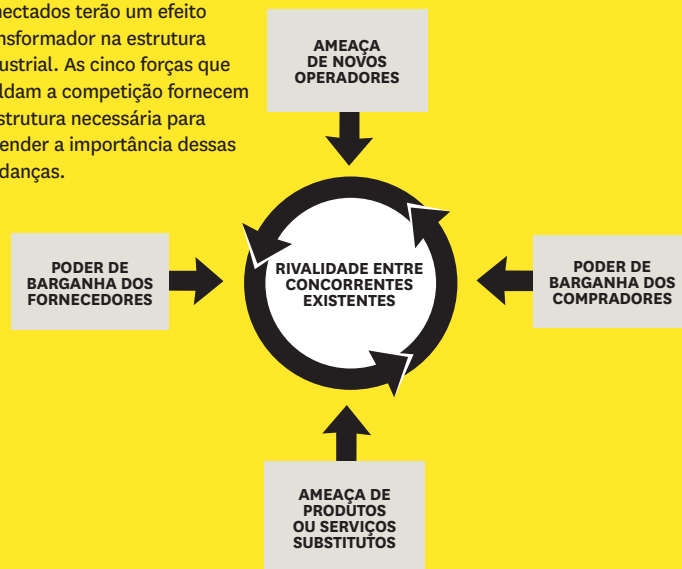 nectados terão um efeito
nsformador na estrutura
ustrial. As cinco forças que
ldam a competição fornecem
strutura necessária para
ender a importância dessas
danças.
AMEAÇA
DE NOVOS
OPERADORES
PODER DE
BARGANHA DOS
FORNECEDORES
RIVALIDADE ENTRE
CONCORRENTES
EXISTENTES
PODER DE
BARGANHA DOS
COMPRADORES
AMEAÇA DE
PRODUTOS
OU SERVIÇOS
SUBSTITUTOS